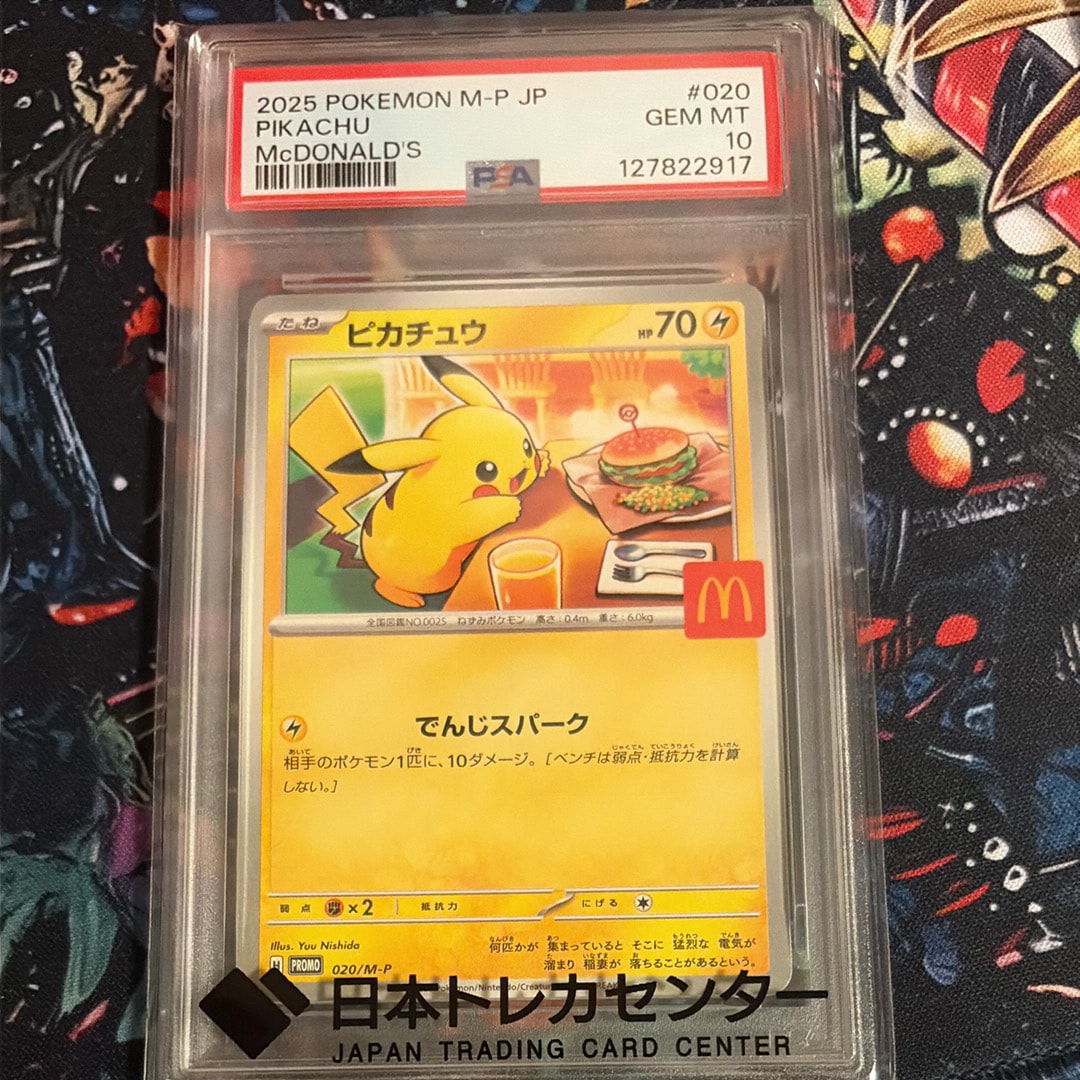 2025 POKEMON M-P JP
#020
PIKACHU
GEM MT
McDONALD'S
10
PSA
127822917
たね
ピカチュウ
HP 70
全国図鑑NO.0025 ねずみポケモン 高さ:0.4m 重さ:6.0kg
でんじスパーク
相手のポケモン1匹に、10ダメージ。[ベンチは弱点・抵抗力を計算
しない。]
弱点 ×2 抵抗力 にげる
Illus. Yuu Nishida
何匹かが 集まっていると そこに 猛烈な 電気が
溜まり 稲妻が 落ちることがあるという。
PROMO 020/M-P
日本トレカセンター
JAPAN TRADING CARD CENTER